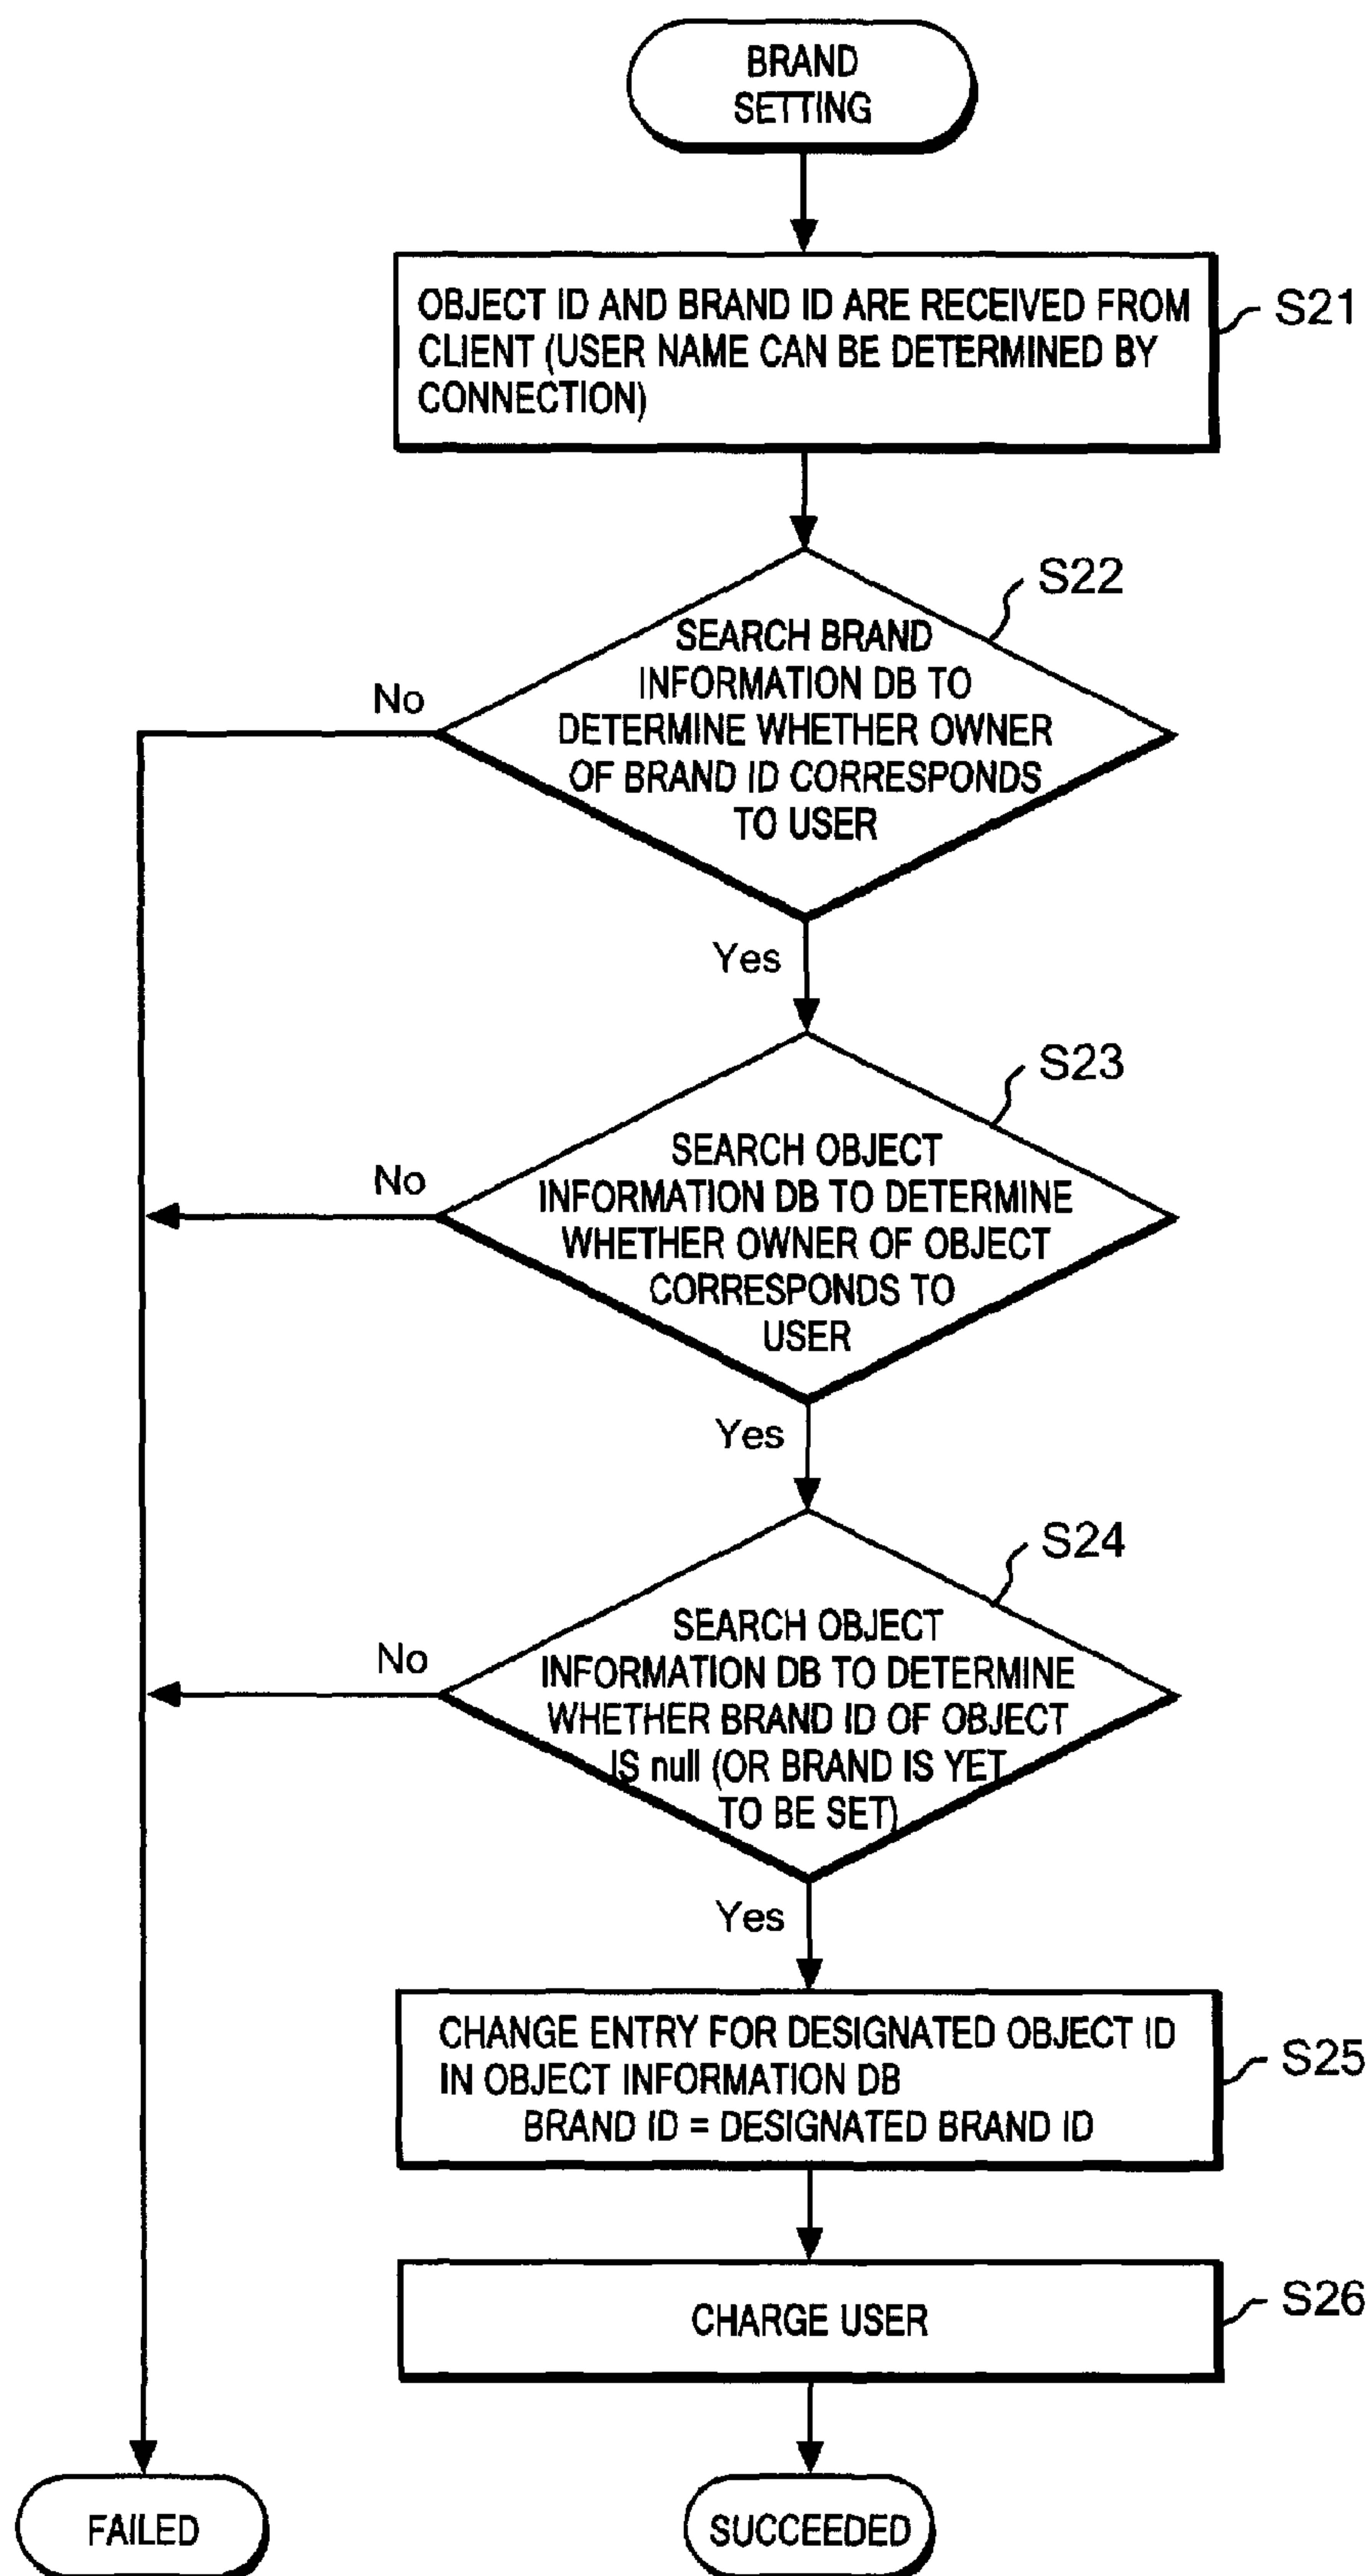 BRAND
SETTING
OBJECT ID AND BRAND ID ARE RECEIVED FROM
CLIENT (USER NAME CAN BE DETERMINED BY
CONNECTION)
S21
S22
SEARCH BRAND
INFORMATION DB TO
DETERMINE WHETHER OWNER
OF BRAND ID CORRESPONDS
TO USER
No
Yes
S23
SEARCH OBJECT
INFORMATION DB TO DETERMINE
WHETHER OWNER OF OBJECT
CORRESPONDS TO
USER
No
Yes
S24
SEARCH OBJECT
INFORMATION DB TO DETERMINE
WHETHER BRAND ID OF OBJECT
IS null (OR BRAND IS YET
TO BE SET)
No
Yes
CHANGE ENTRY FOR DESIGNATED OBJECT ID
IN OBJECT INFORMATION DB
BRAND ID = DESIGNATED BRAND ID
S25
CHARGE USER
S26
FAILED
SUCCEEDED